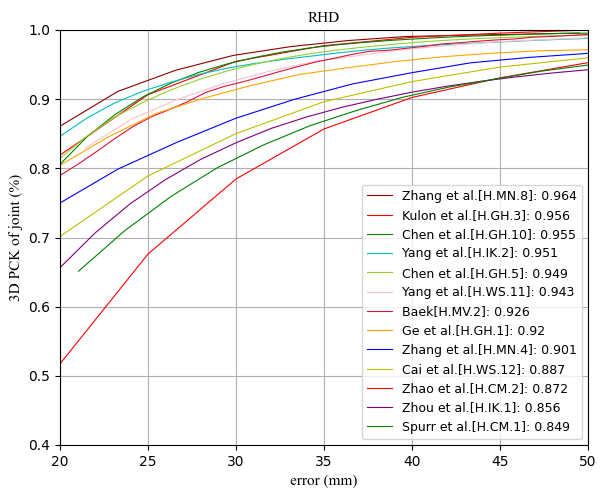 RHD
1.0
0.9
0.8
0.7
0.6
0.5
0.4
3D PCK of joint (%)
Zhang et al.[H.MN.8]: 0.964
Kulon et al.[H.GH.3]: 0.956
Chen et al.[H.GH.10]: 0.955
Yang et al.[H.IK.2]: 0.951
Chen et al.[H.GH.5]: 0.949
Yang et al.[H.WS.11]: 0.943
Baek[H.MV.2]: 0.926
Ge et al.[H.GH.1]: 0.92
Zhang et al.[H.MN.4]: 0.901
Cai et al.[H.WS.12]: 0.887
Zhao et al.[H.CM.2]: 0.872
Zhou et al.[H.IK.1]: 0.856
Spurr et al.[H.CM.1]: 0.849
20 25 30 35 40 45 50
error (mm)